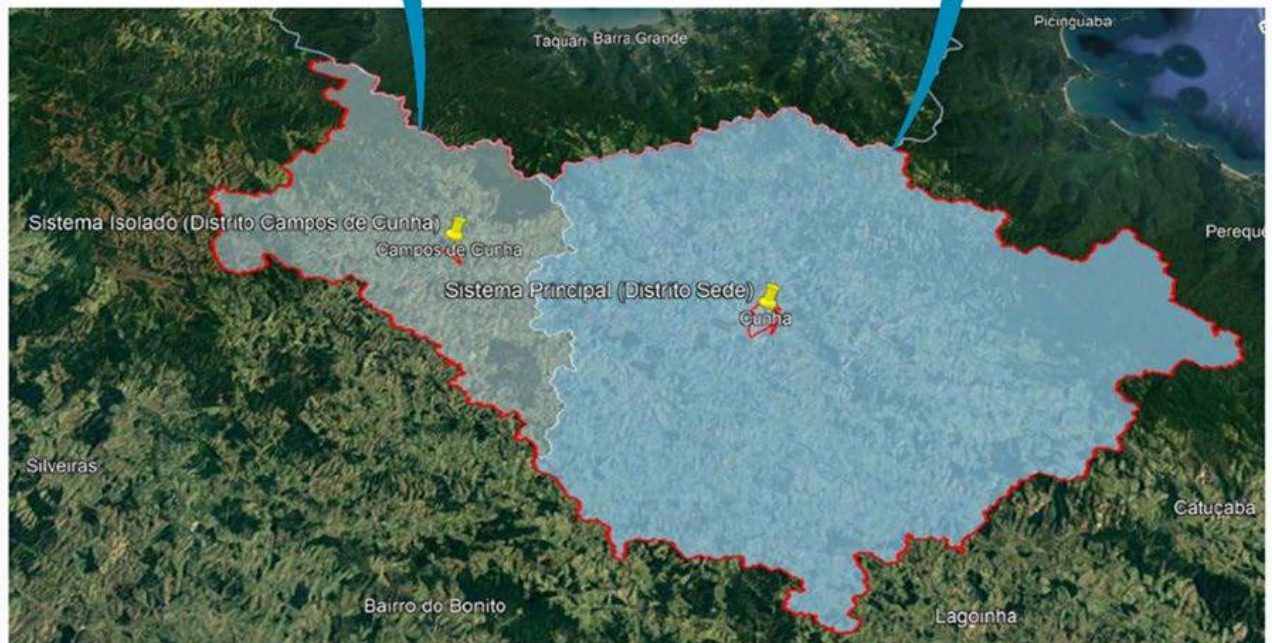 Picinguaba
Taquari Barra Grande
Sistema Isolado (Distrito Campos de Cunha)
Pereque
Campos de Cunha
Sistema Principal (Distrito Sede)
Cunha
Silveiras
Catuçaba
Bairro do Bonito
Lagoinha